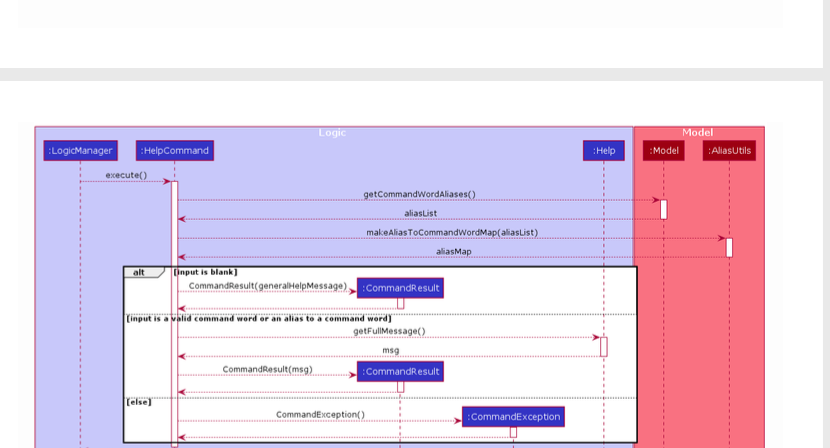 Logic
Model
:LogicManager
:HelpCommand
:Help
:Model
:AliasUtils
execute()
getCommandWordAliases()
aliasList
makeAliasToCommandWordMap(aliasList)
aliasMap
alt
[input is blank]
CommandResult(generalHelpMessage)
:CommandResult
[input is a valid command word or an alias to a command word]
getFullMessage()
msg
CommandResult(msg)
:CommandResult
[else]
CommandException()
:CommandException